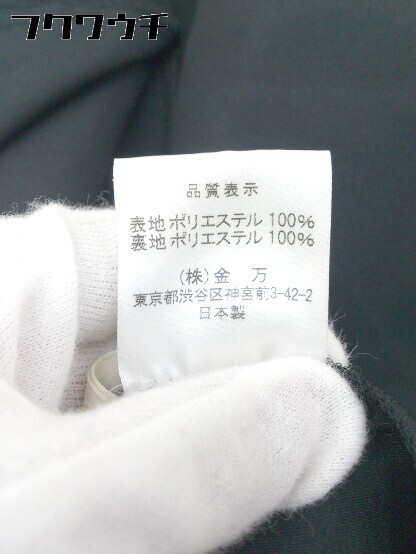 フクワウチ
品質表示
表地 ポリエステル 100%
裏地 ポリエステル 100%
(株) 金 万
東京都渋谷区神宮前3-42-2
日本製